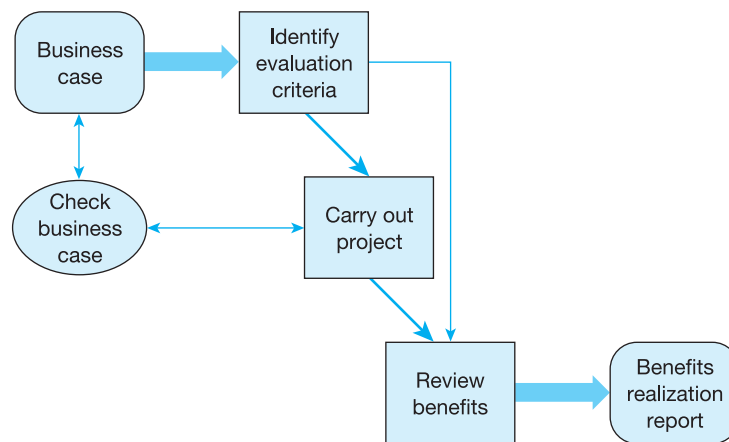 Business
case
Identify
evaluation
criteria
Check
business
case
Carry out
project
Review
benefits
Benefits
realization
report